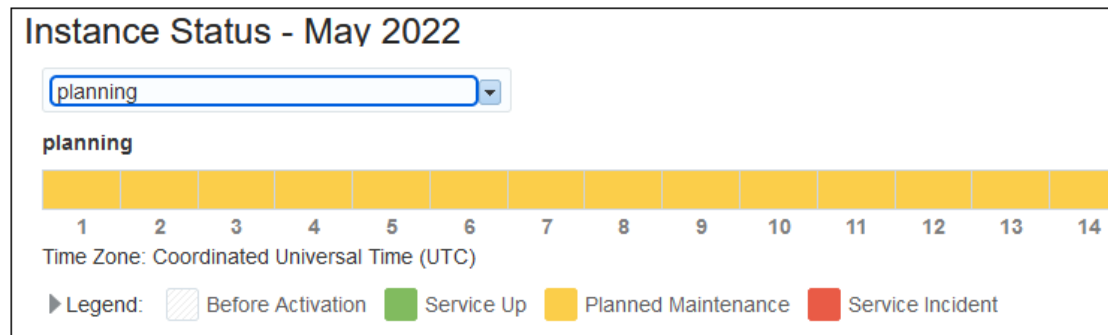 Instance Status - May 2022
planning
planning
1 2 3 4 5 6 7 8 9 10 11 12 13 14
Time Zone: Coordinated Universal Time (UTC)
Legend: Before Activation Service Up Planned Maintenance Service Incident